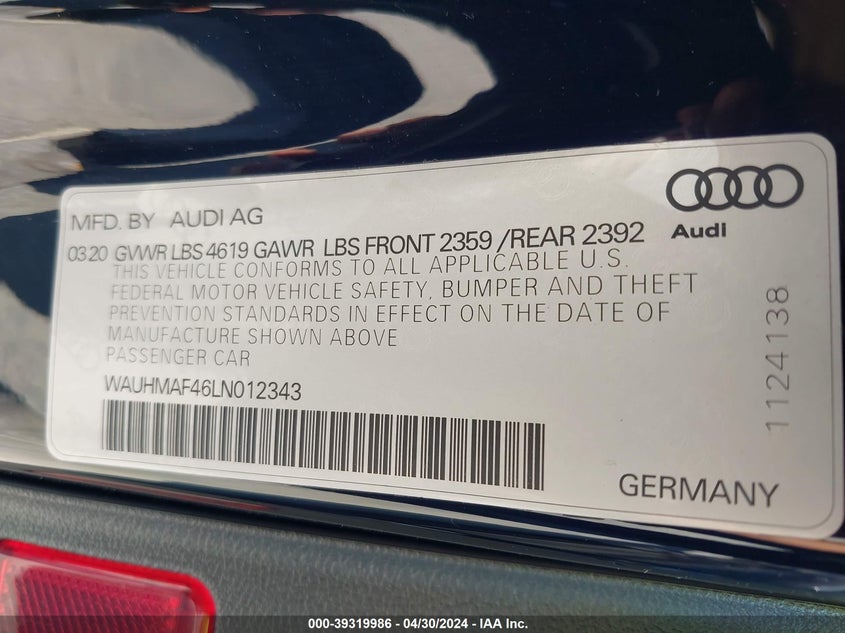 MFD. BY AUDI AG
Audi
03.20 GVWR LBS 4619 GAWR LBS FRONT 2359 / REAR 2392
THIS VEHICLE CONFORMS TO ALL APPLICABLE U.S.
FEDERAL MOTOR VEHICLE SAFETY, BUMPER AND THEFT
PREVENTION STANDARDS IN EFFECT ON THE DATE OF
MANUFACTURE SHOWN ABOVE
PASSENGER CAR
WAUHMAF46LN012343
1124138
GERMANY
000-39319986 - 04/30/2024 - IAA Inc.